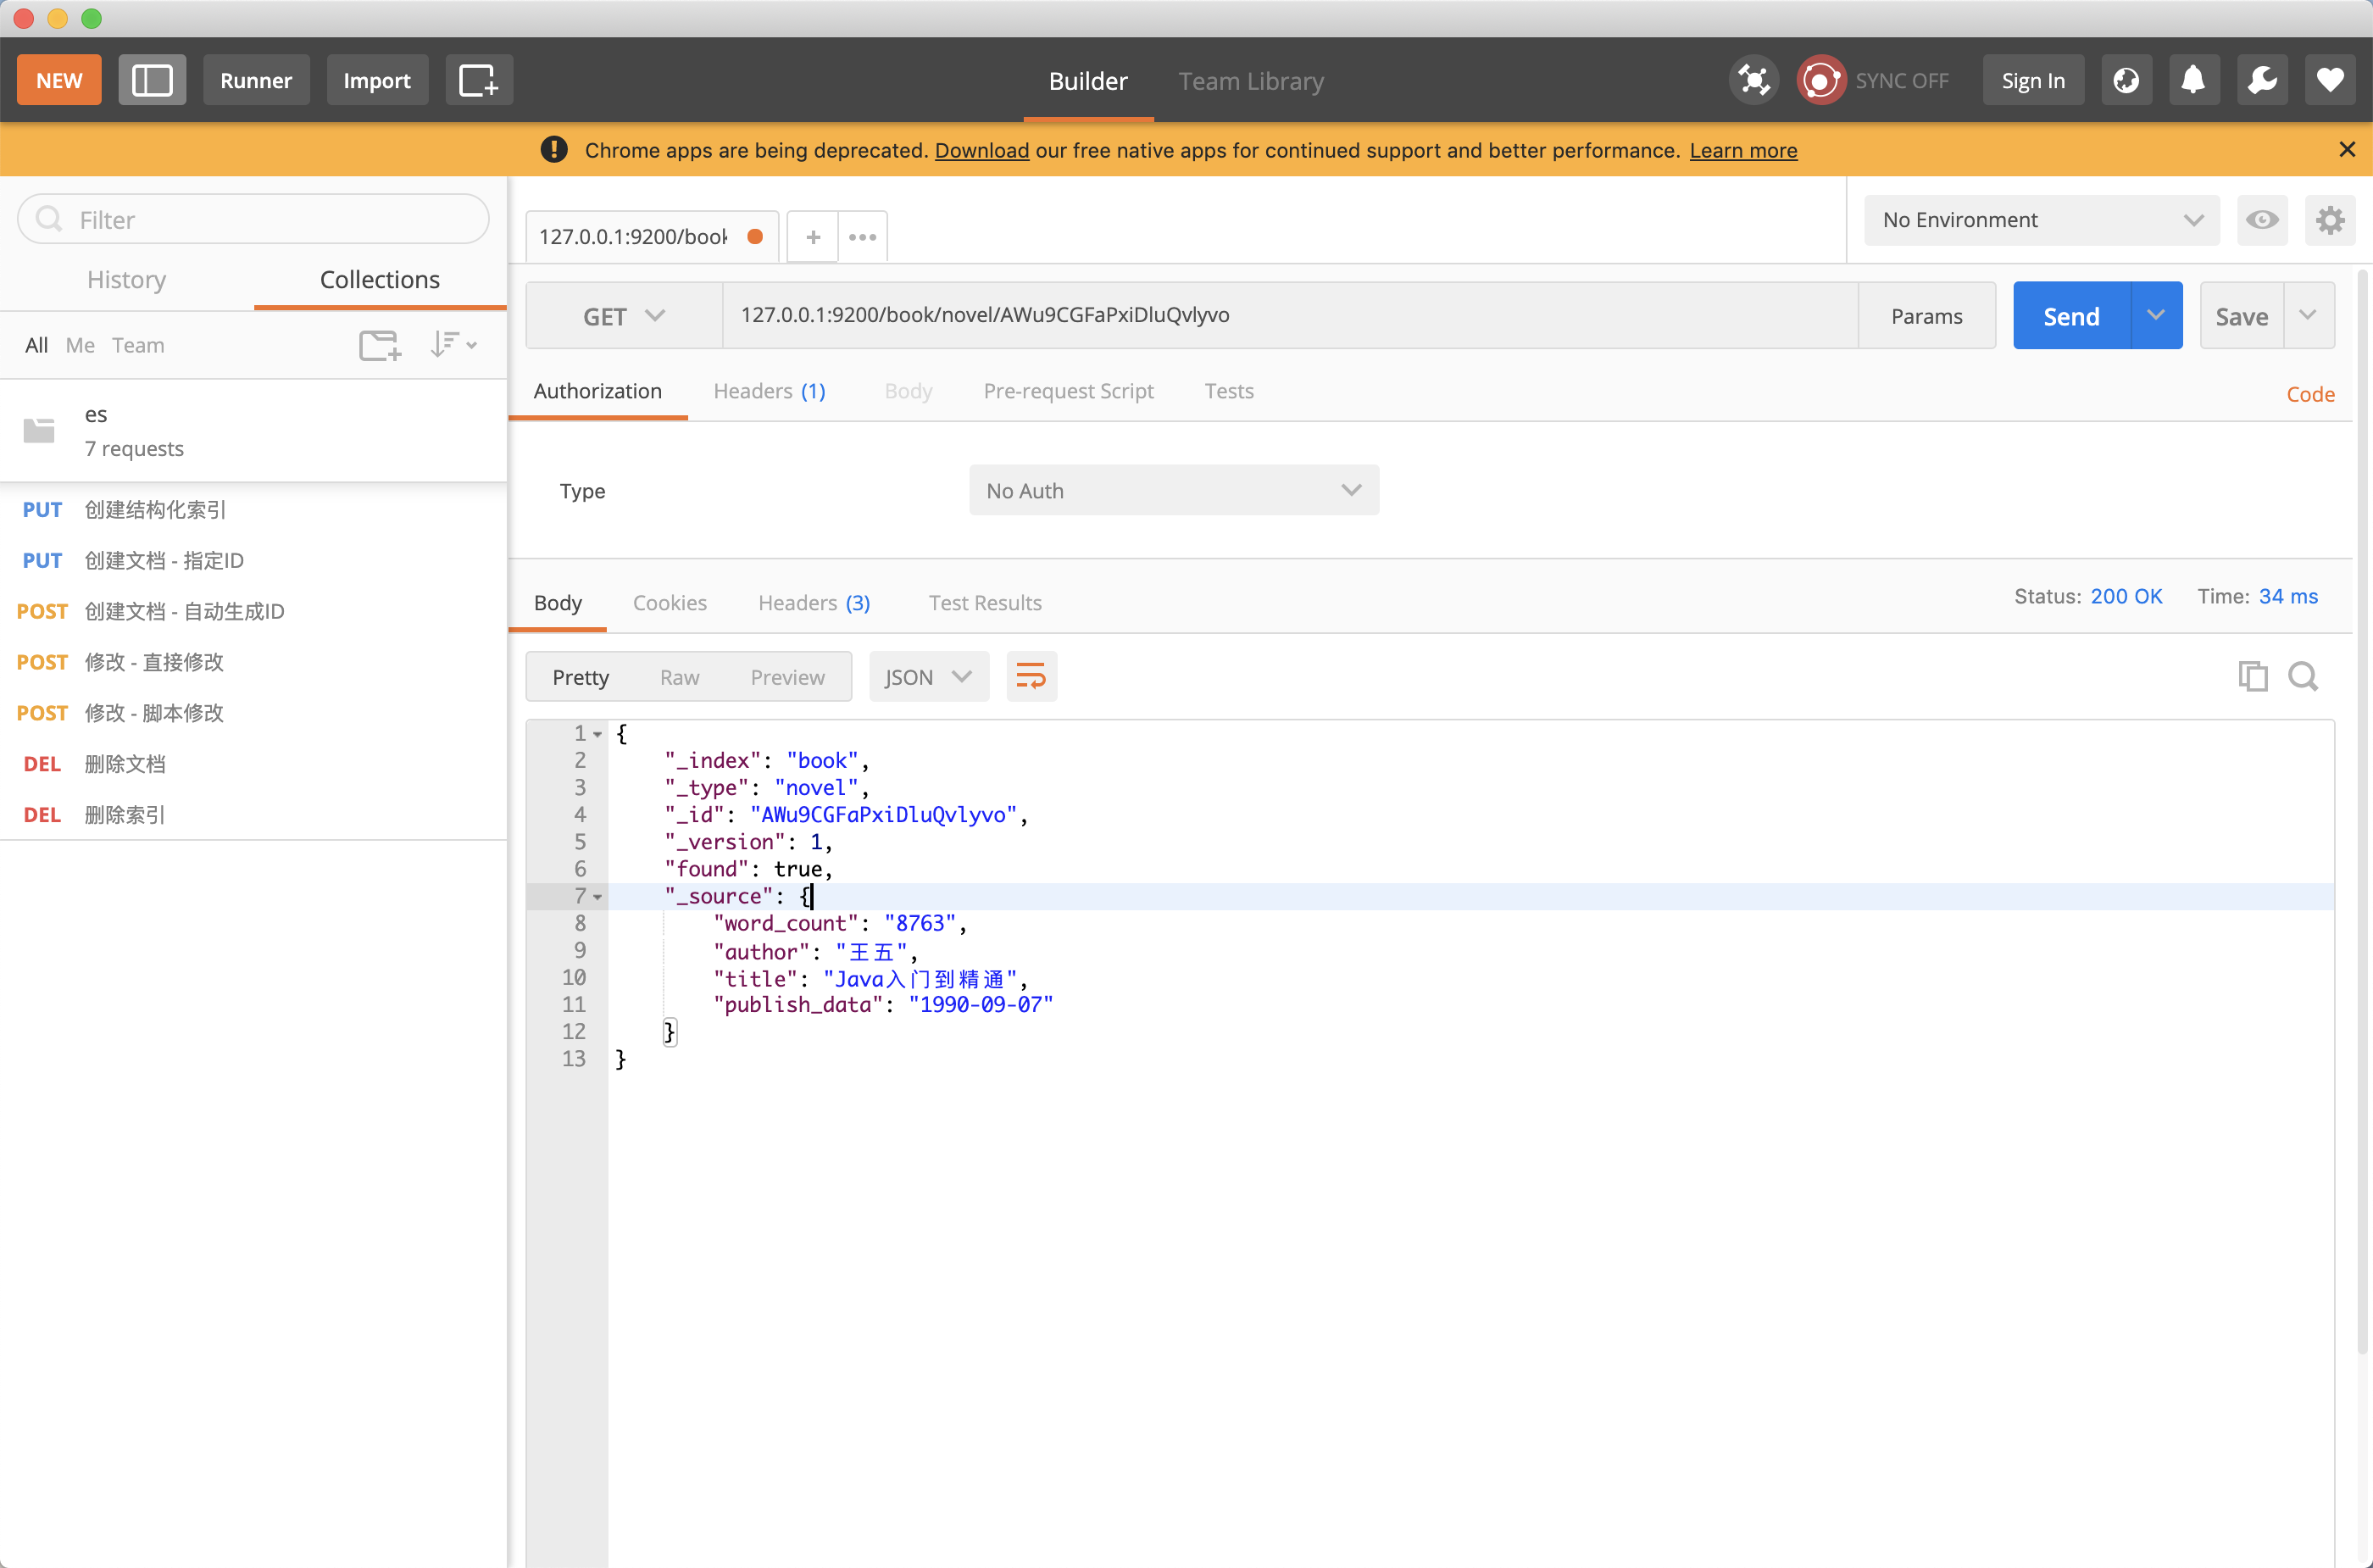 NEW Runner Import Builder Team Library SYNC OFF Sign In
Chrome apps are being deprecated. Download our free native apps for continued support and better performance. Learn more
Filter
History Collections
All Me Team
es
7 requests
PUT 创建结构化索引
PUT 创建文档 - 指定ID
POST 创建文档 - 自动生成ID
POST 修改 - 直接修改
POST 修改 - 脚本修改
DEL 删除文档
DEL 删除索引
127.0.0.1:9200/book
No Environment
GET 127.0.0.1:9200/book/novel/AWu9CGFaPxiDluQvlyvo Params Send Save
Authorization Headers (1) Body Pre-request Script Tests Code
Type No Auth
Body Cookies Headers (3) Test Results Status: 200 OK Time: 34 ms
Pretty Raw Preview JSON
1 {
2 "_index": "book",
3 "_type": "novel",
4 "_id": "AWu9CGFaPxiDluQvlyvo",
5 "_version": 1,
6 "found": true,
7 "_source": {
8 "word_count": "8763",
9 "author": "王五",
10 "title": "Java入门到精通",
11 "publish_data": "1990-09-07"
12 }
13 }